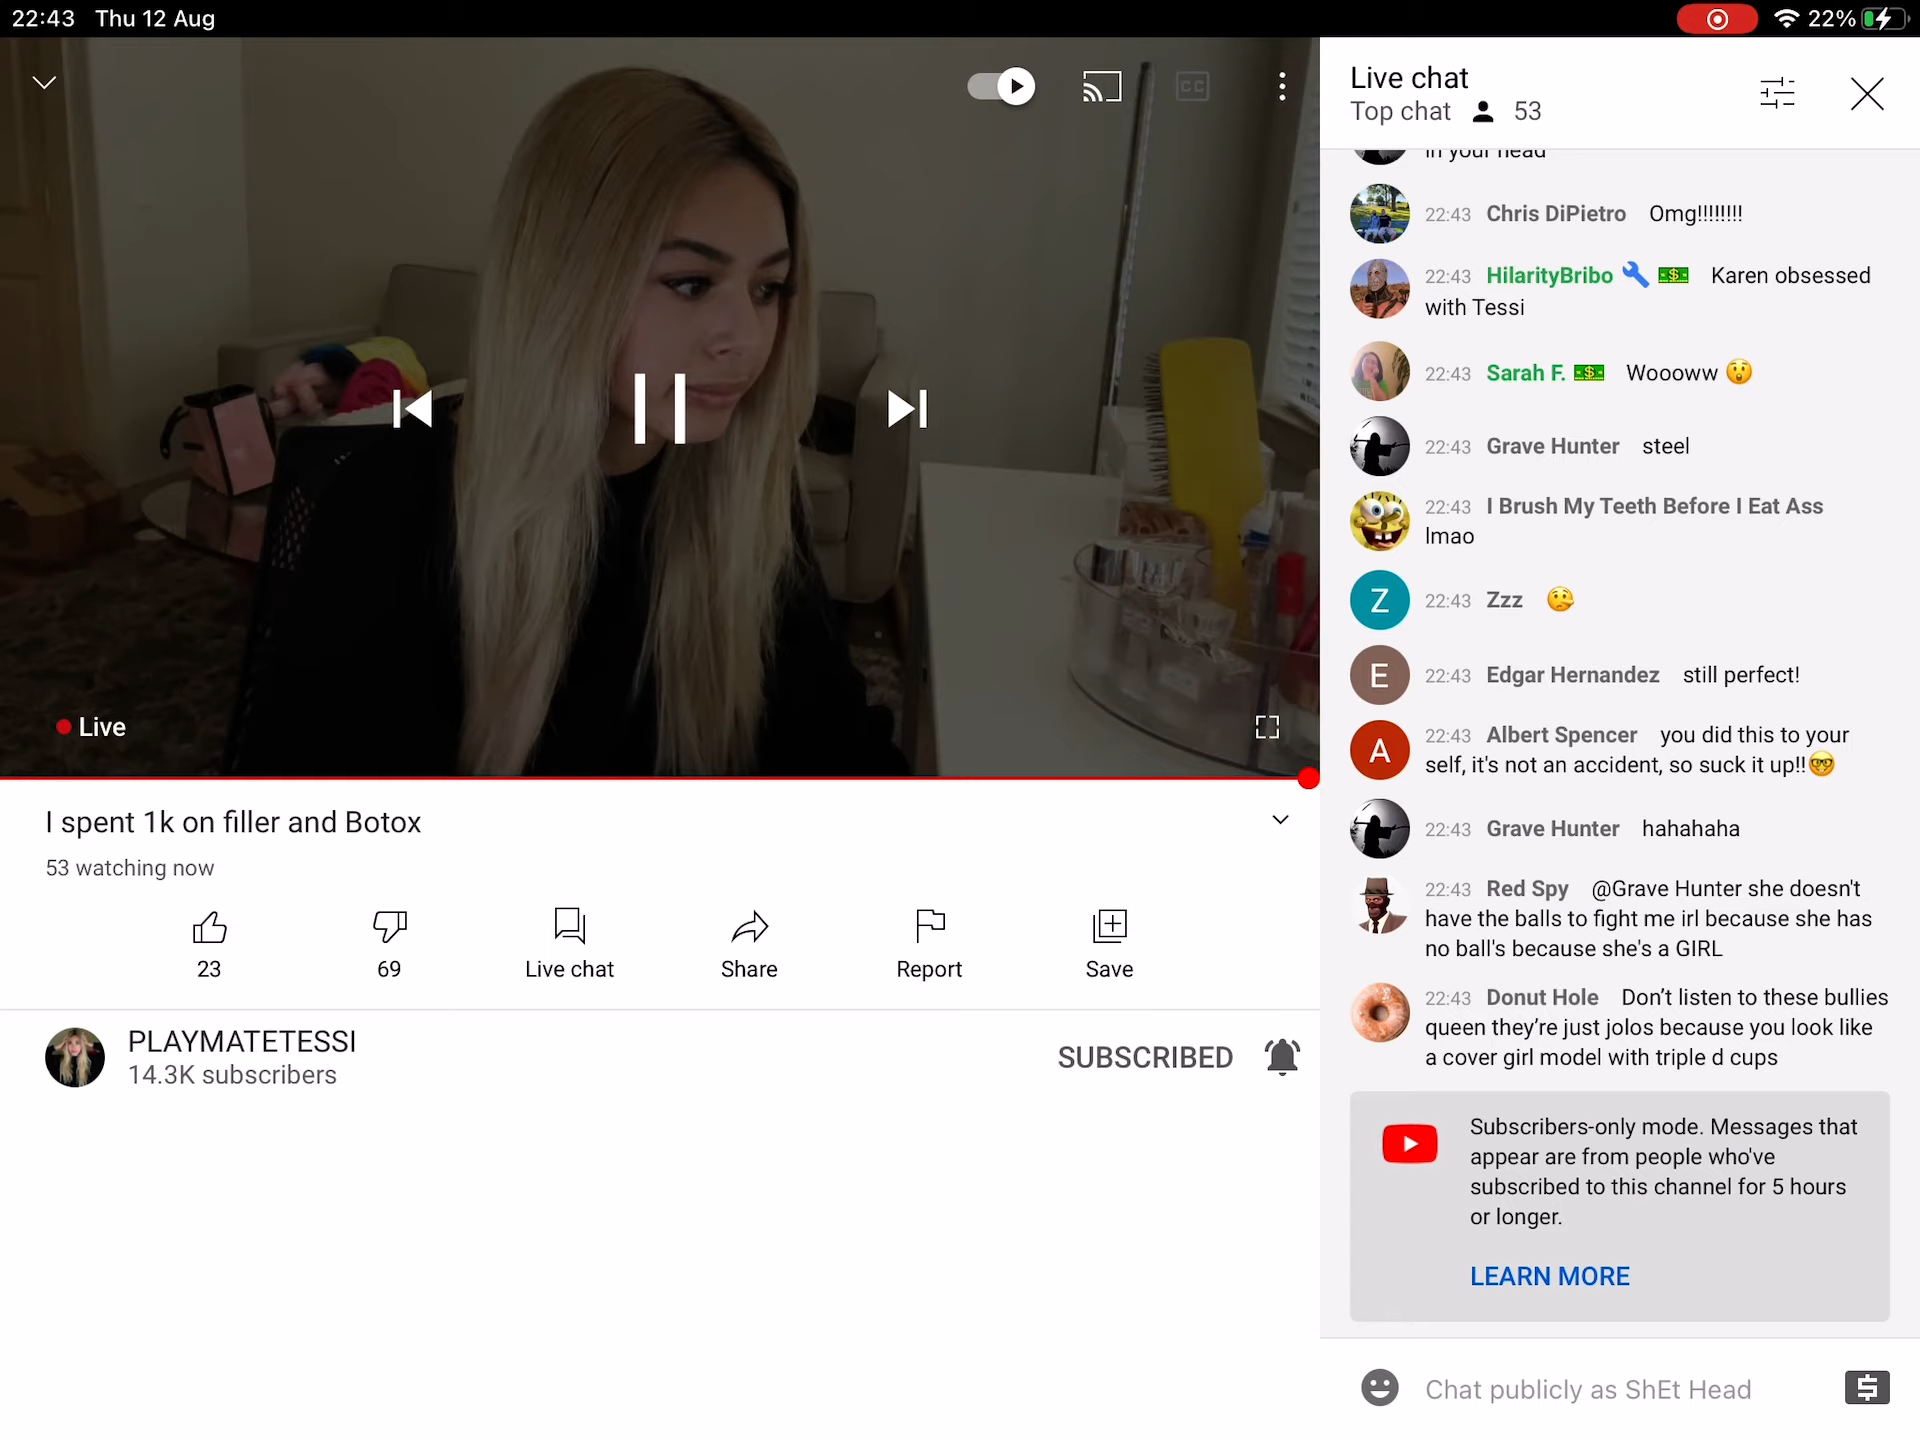 22:43 Thu 12 Aug
22%
CC
Live
I spent 1k on filler and Botox
53 watching now
23
69
Live chat
Share
Report
Save
PLAYMATETESSI
14.3K subscribers
SUBSCRIBED
Live chat
Top chat 53
in your head
22:43 Chris DiPietro Omg!!!!!!!!
22:43 HilarityBribo Karen obsessed
with Tessi
22:43 Sarah F. Woooww 😲
22:43 Grave Hunter steel
22:43 I Brush My Teeth Before I Eat Ass
lmao
Z
22:43 Zzz 🤥
E
22:43 Edgar Hernandez still perfect!
A
22:43 Albert Spencer you did this to your
self, it's not an accident, so suck it up!!🤓
22:43 Grave Hunter hahahaha
22:43 Red Spy @Grave Hunter she doesn't
have the balls to fight me irl because she has
no ball's because she's a GIRL
22:43 Donut Hole Don’t listen to these bullies
queen they’re just jolos because you look like
a cover girl model with triple d cups
Subscribers-only mode. Messages that
appear are from people who've
subscribed to this channel for 5 hours
or longer.
LEARN MORE
Chat publicly as ShEt Head